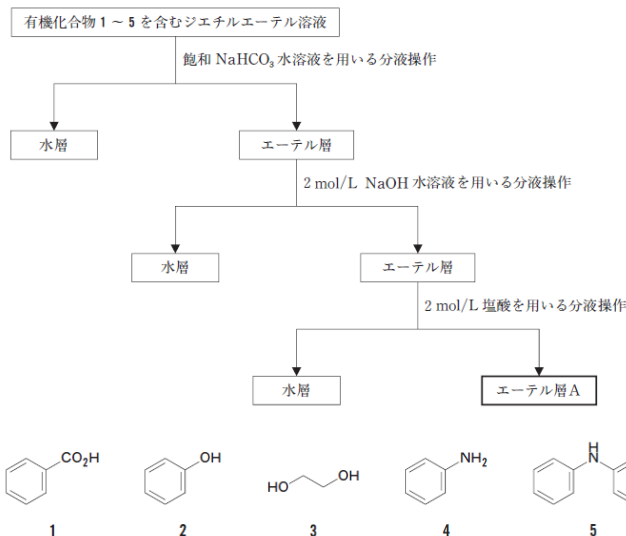 有機化合物 1 ～ 5 を含むジエチルエーテル溶液
飽和 NaHCO₃ 水溶液を用いる分液操作
水層
エーテル層
2 mol/L NaOH 水溶液を用いる分液操作
水層
エーテル層
2 mol/L 塩酸を用いる分液操作
水層
エーテル層A
CO₂H
OH
HO
OH
NH₂
H
N
1
2
3
4
5